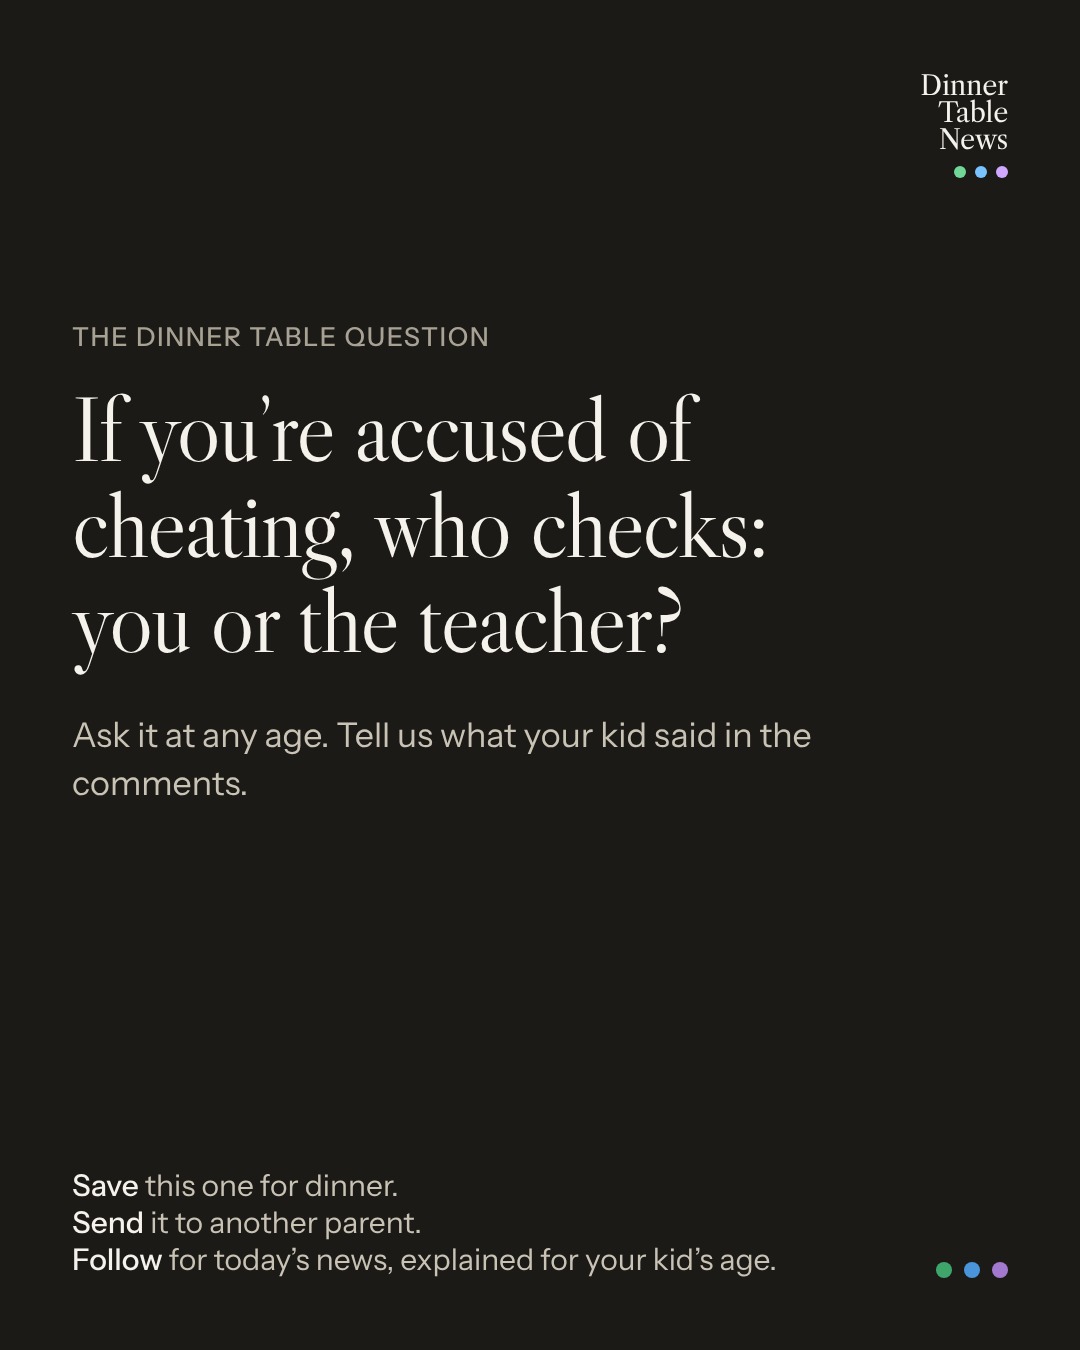 Dinner
Table
News
THE DINNER TABLE QUESTION
If you’re accused of
cheating, who checks:
you or the teacher?
Ask it at any age. Tell us what your kid said in the
comments.
Save this one for dinner.
Send it to another parent.
Follow for today’s news, explained for your kid’s age.